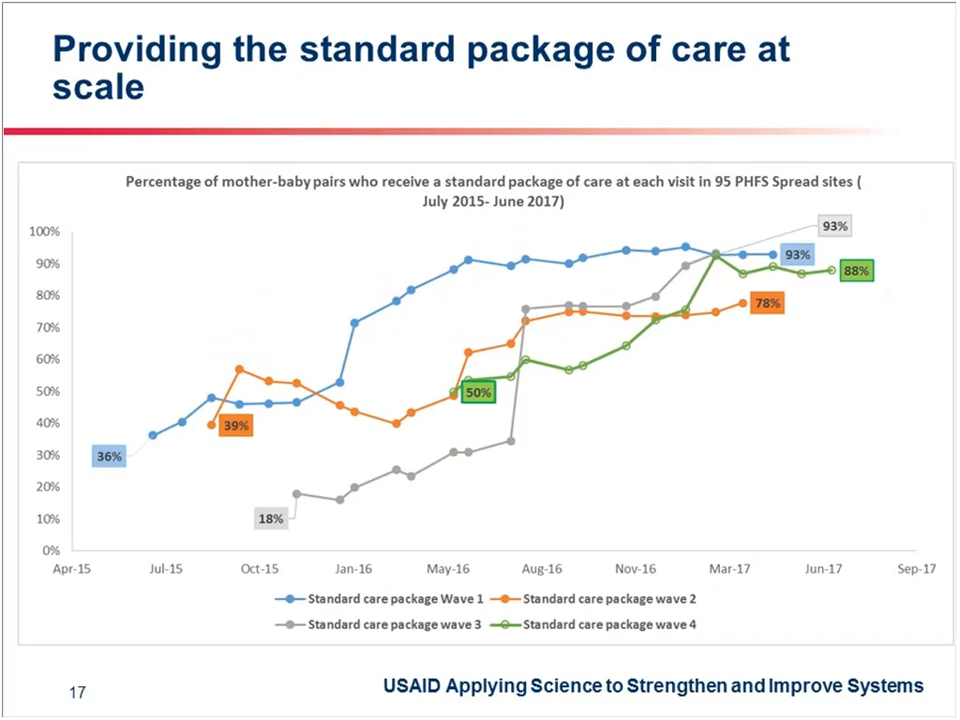 Providing the standard package of care at
scale
Percentage of mother-baby pairs who receive a standard package of care at each visit in 95 PHFS Spread sites (
July 2015- June 2017)
100%
90%
80%
70%
60%
50%
40%
30%
20%
10%
0%
36%
39%
18%
50%
93%
93%
88%
78%
Apr-15 Jul-15 Oct-15 Jan-16 May-16 Aug-16 Nov-16 Mar-17 Jun-17 Sep-17
Standard care package Wave 1 Standard care package wave 2
Standard care package wave 3 Standard care package wave 4
17
USAID Applying Science to Strengthen and Improve Systems